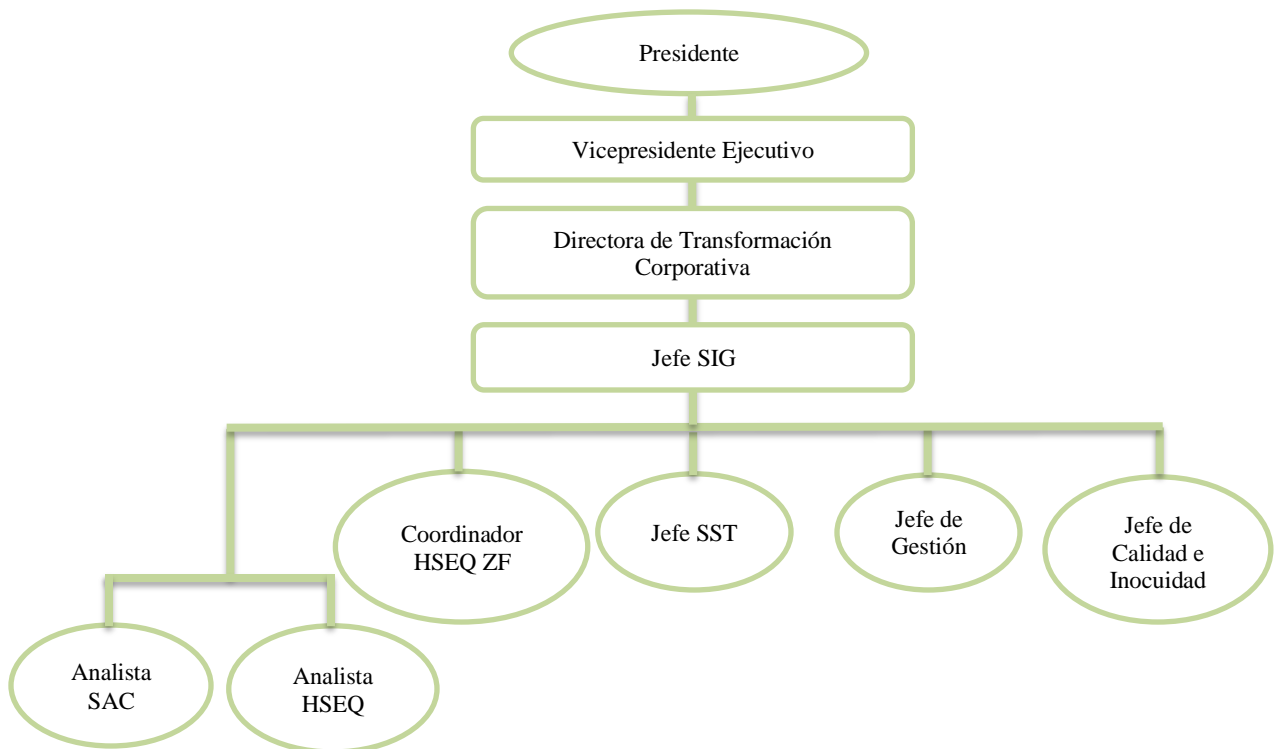 Presidente
Vicepresidente Ejecutivo
Directora de Transformación
Corporativa
Jefe SIG
Coordinador
HSEQ ZF
Jefe SST
Jefe de
Gestión
Jefe de
Calidad e
Inocuidad
Analista
SAC
Analista
HSEQ